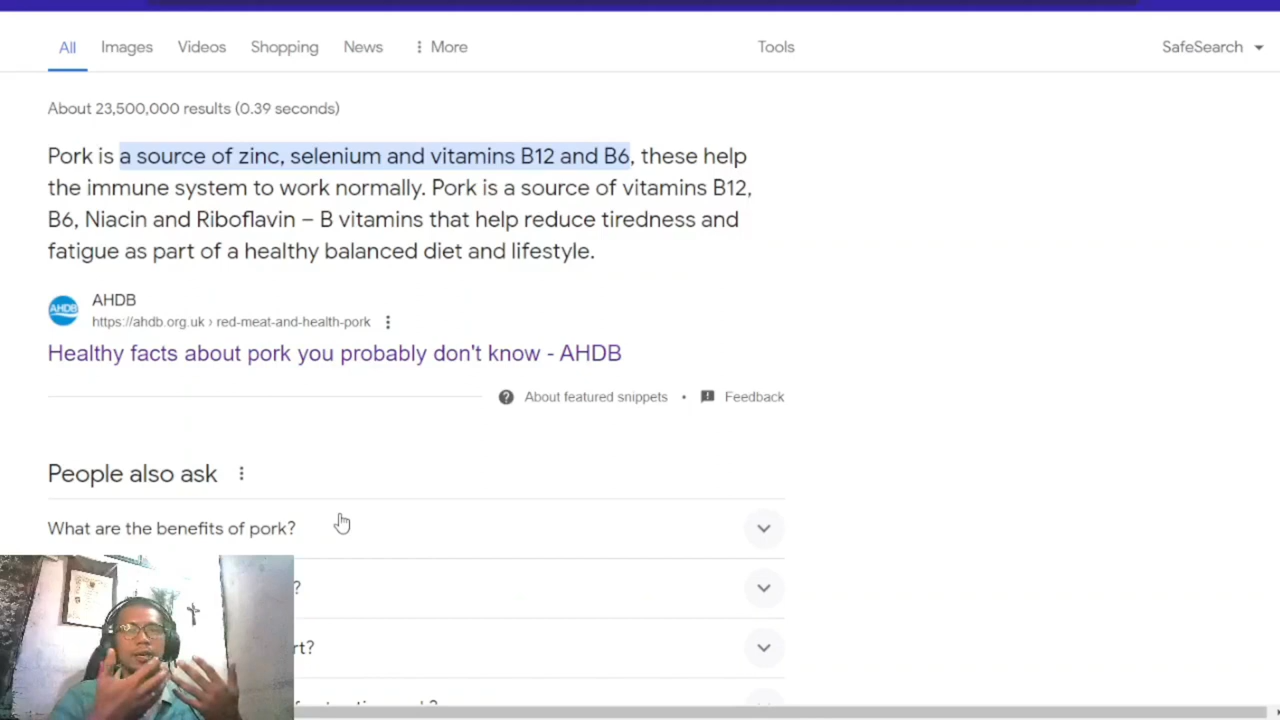 All Images Videos Shopping News More Tools SafeSearch
About 23,500,000 results (0.39 seconds)
Pork is a source of zinc, selenium and vitamins B12 and B6, these help
the immune system to work normally. Pork is a source of vitamins B12,
B6, Niacin and Riboflavin – B vitamins that help reduce tiredness and
fatigue as part of a healthy balanced diet and lifestyle.
AHDB
AHDB
https://ahdb.org.uk › red-meat-and-health-pork
Healthy facts about pork you probably don't know - AHDB
About featured snippets • Feedback
People also ask
What are the benefits of pork?
?
rt?